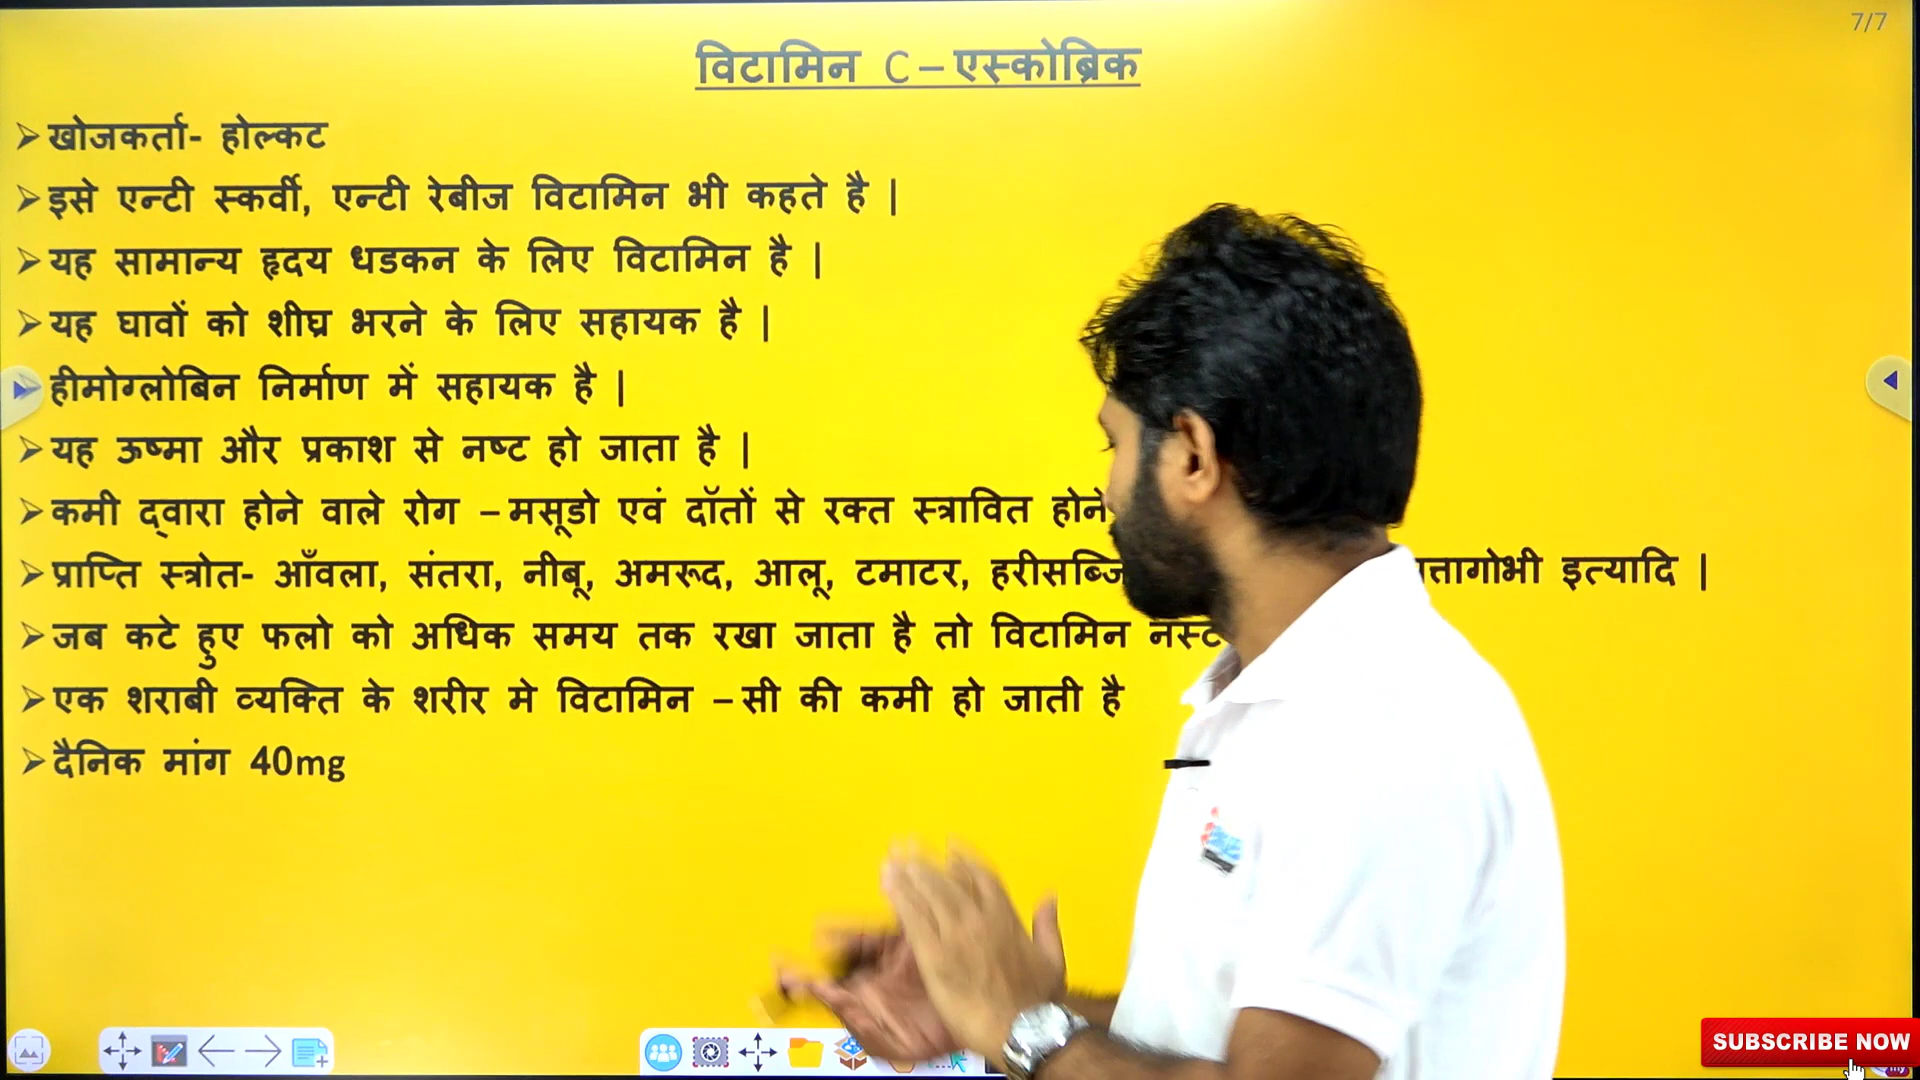 7/7
विटामिन C – एस्कोब्रिक
➢ खोजकर्ता- होल्कट
➢ इसे एन्टी स्कर्वी, एन्टी रेबीज विटामिन भी कहते है |
➢ यह सामान्य हृदय धडकन के लिए विटामिन है |
➢ यह घावों को शीघ्र भरने के लिए सहायक है |
हीमोग्लोबिन निर्माण में सहायक है |
➢ यह ऊष्मा और प्रकाश से नष्ट हो जाता है |
➢ कमी द्वारा होने वाले रोग – मसूडो एवं दॉतों से रक्त स्त्रावित होने
➢ प्राप्ति स्त्रोत- आँवला, संतरा, नीबू, अमरूद, आलू, टमाटर, इत्यादि |
➢ जब कटे हुए फलो को अधिक समय तक रखा जाता है तो विटामिन नस्ट
➢ एक शराबी व्यक्ति के शरीर मे विटामिन – सी की कमी हो जाती है
➢ दैनिक मांग 40mg
SUBSCRIBE NOW